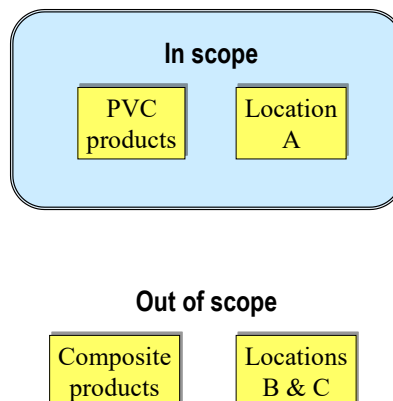 In scope
PVC
products
Location
A
Out of scope
Composite
products
Locations
B & C